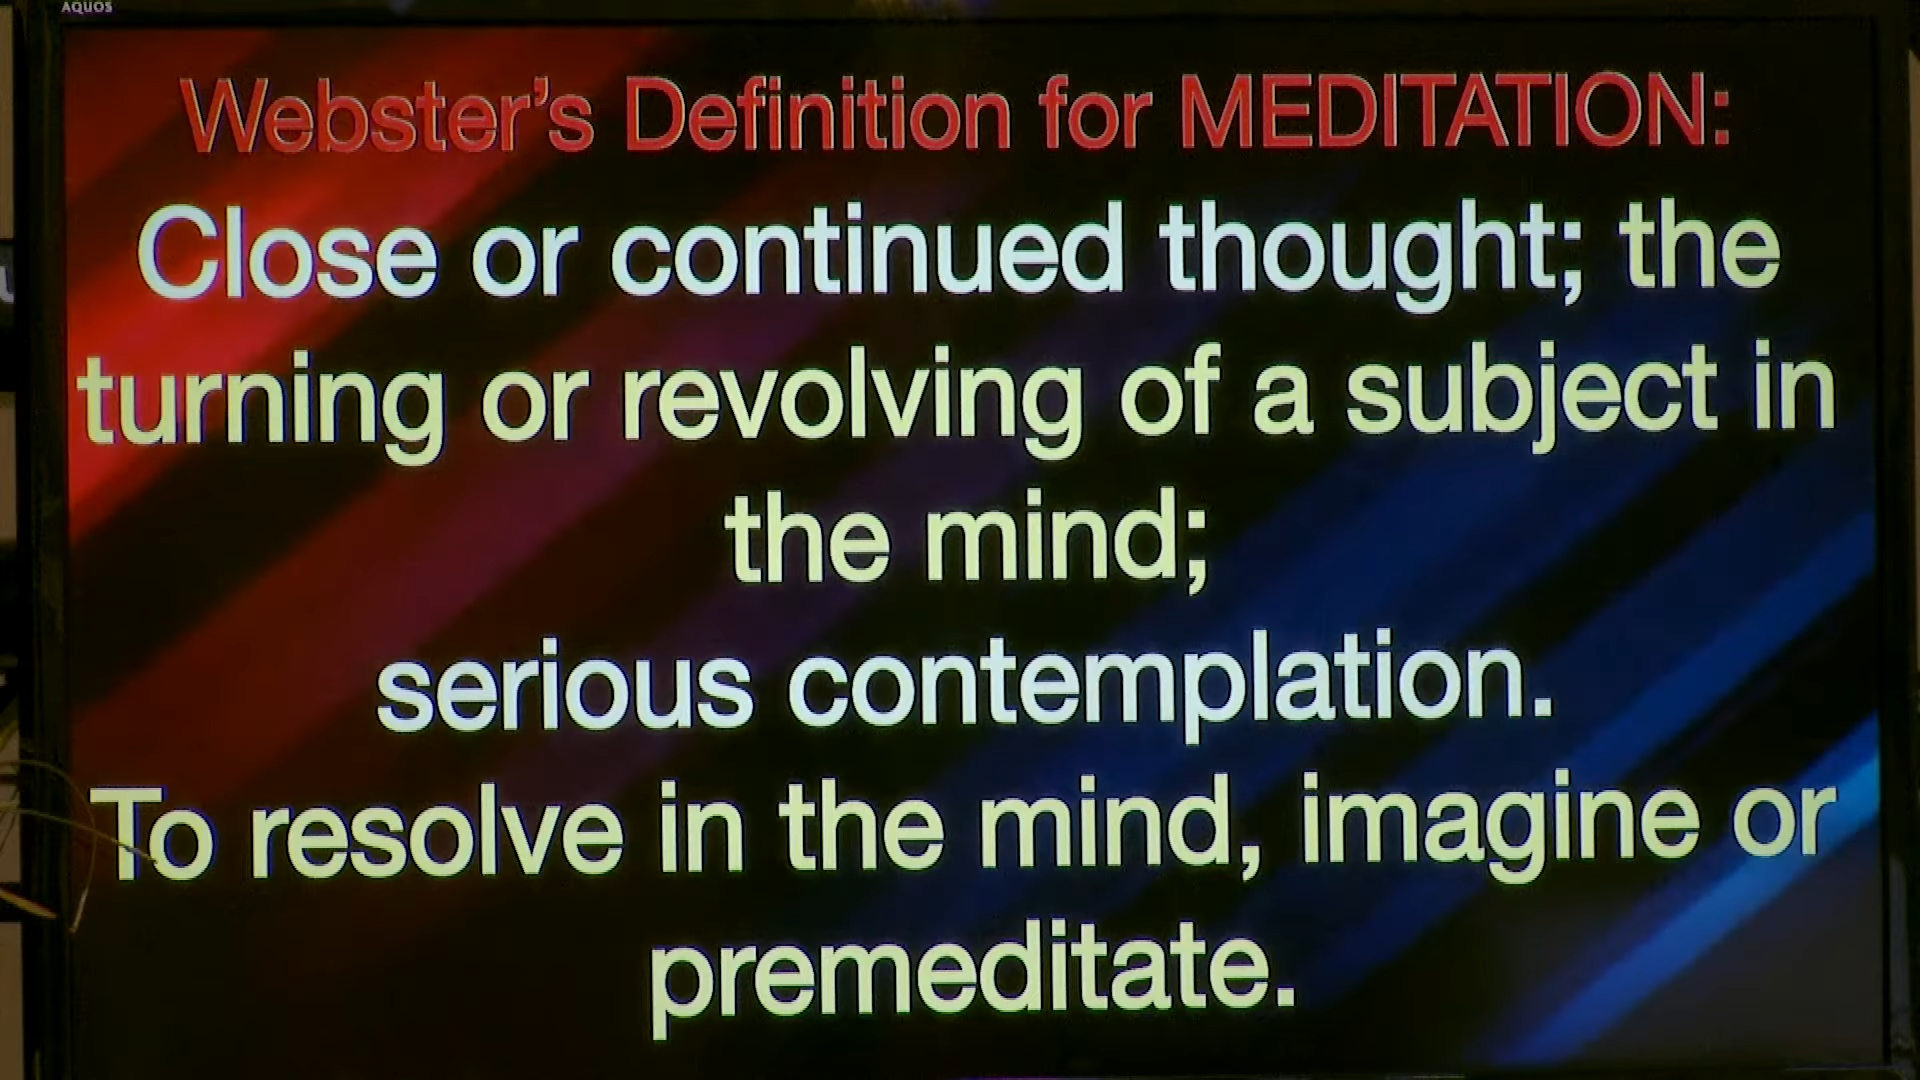 AQUOS
Webster's Definition for MEDITATION:
Close or continued thought; the
turning or revolving of a subject in
the mind;
serious contemplation.
To resolve in the mind, imagine or
premeditate.